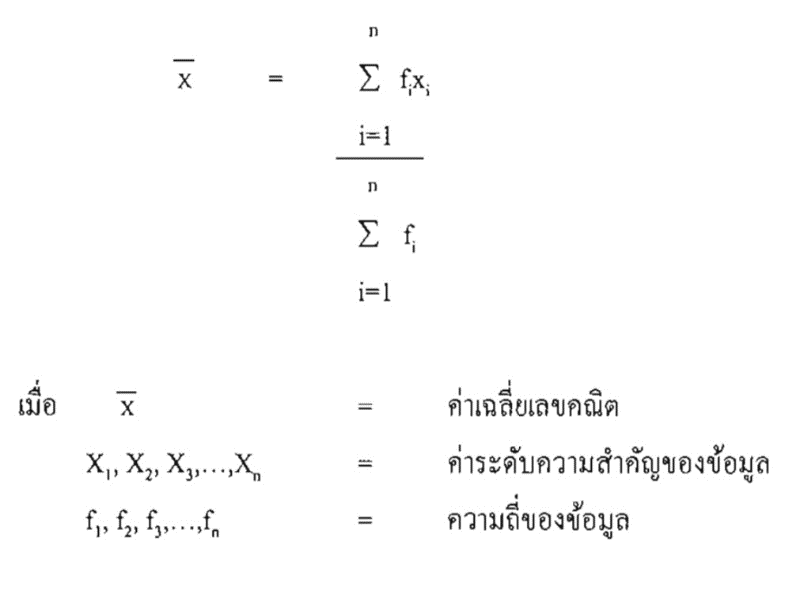 n
x̄ = Σ fᵢxᵢ
i=1
n
Σ fᵢ
i=1
เมื่อ x̄ = ค่าเฉลี่ยเลขคณิต
X₁, X₂, X₃,...,Xₙ = ค่าระดับความสำคัญของข้อมูล
f₁, f₂, f₃,...,fₙ = ความถี่ของข้อมูล